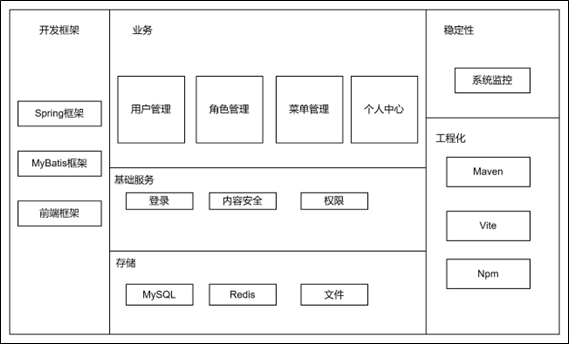 开发框架
Spring框架
MyBatis框架
前端框架
业务
用户管理
角色管理
菜单管理
个人中心
基础服务
登录
内容安全
权限
存储
MySQL
Redis
文件
稳定性
系统监控
工程化
Maven
Vite
Npm